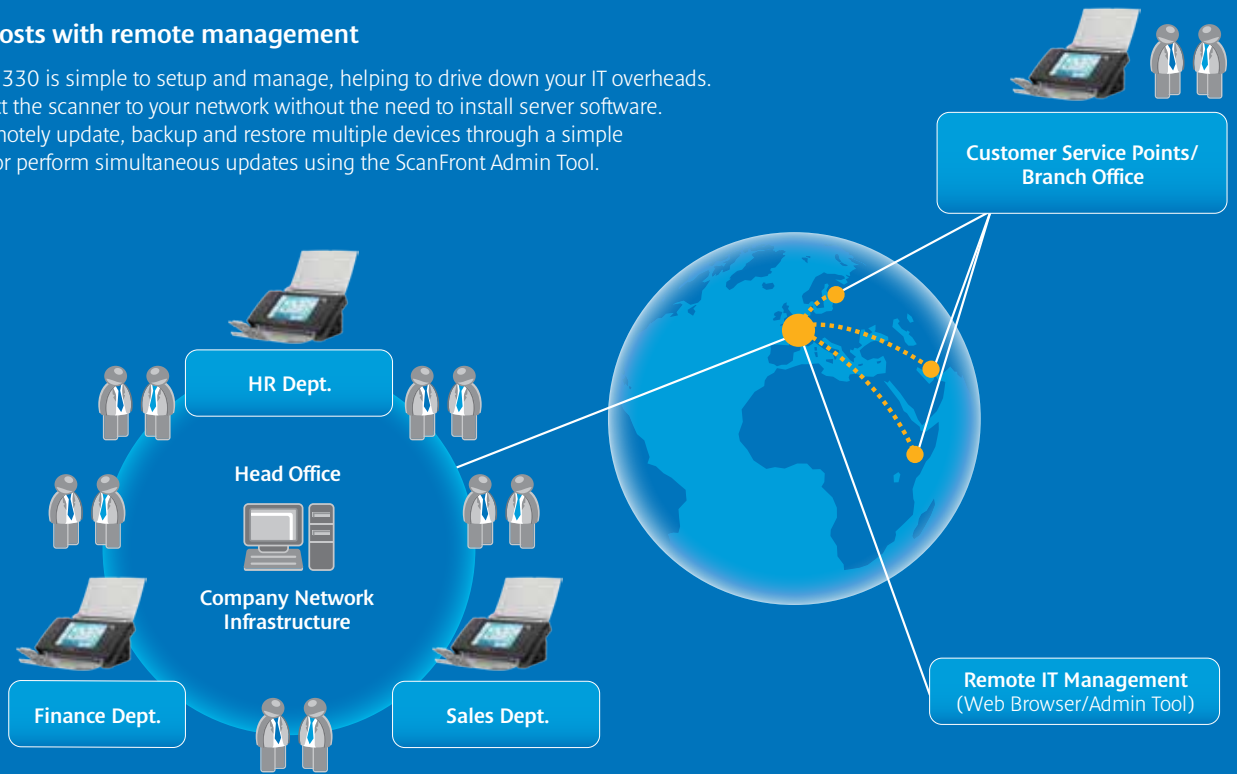 osts with remote management
330 is simple to setup and manage, helping to drive down your IT overheads.
t the scanner to your network without the need to install server software.
motely update, backup and restore multiple devices through a simple
or perform simultaneous updates using the ScanFront Admin Tool.
Customer Service Points/
Branch Office
HR Dept.
Head Office
Company Network
Infrastructure
Finance Dept.
Sales Dept.
Remote IT Management
(Web Browser/Admin Tool)